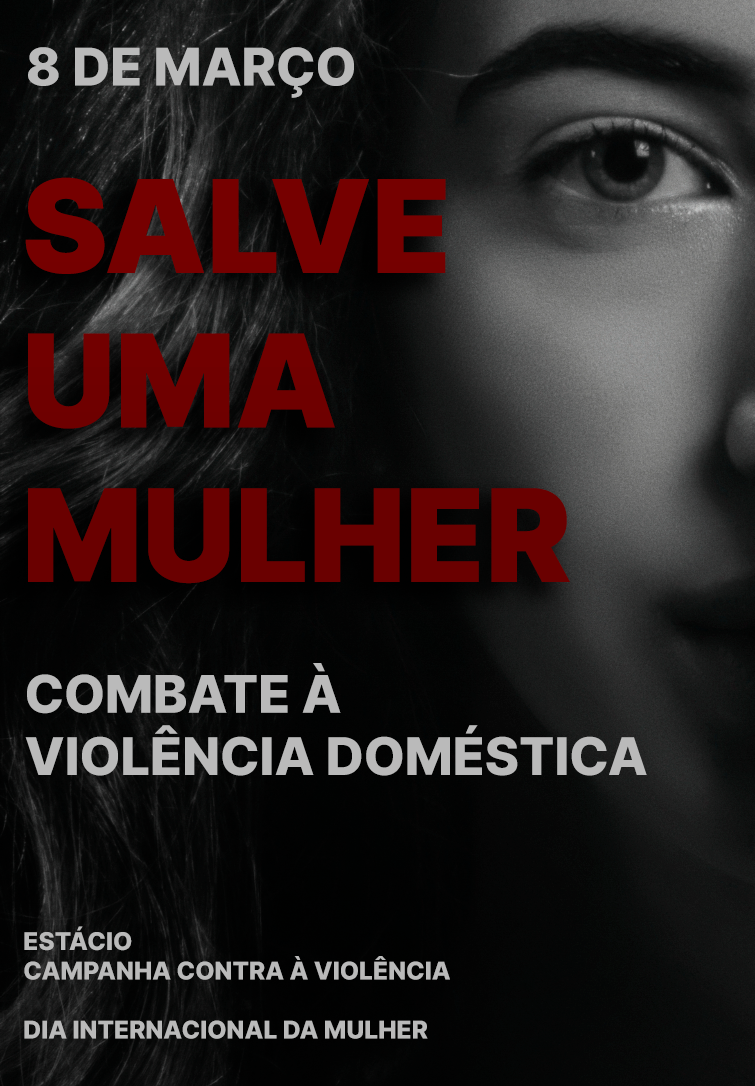 8 DE MARÇO
SALVE
UMA
MULHER
COMBATE À
VIOLÊNCIA DOMÉSTICA
ESTÁCIO
CAMPANHA CONTRA À VIOLÊNCIA
DIA INTERNACIONAL DA MULHER